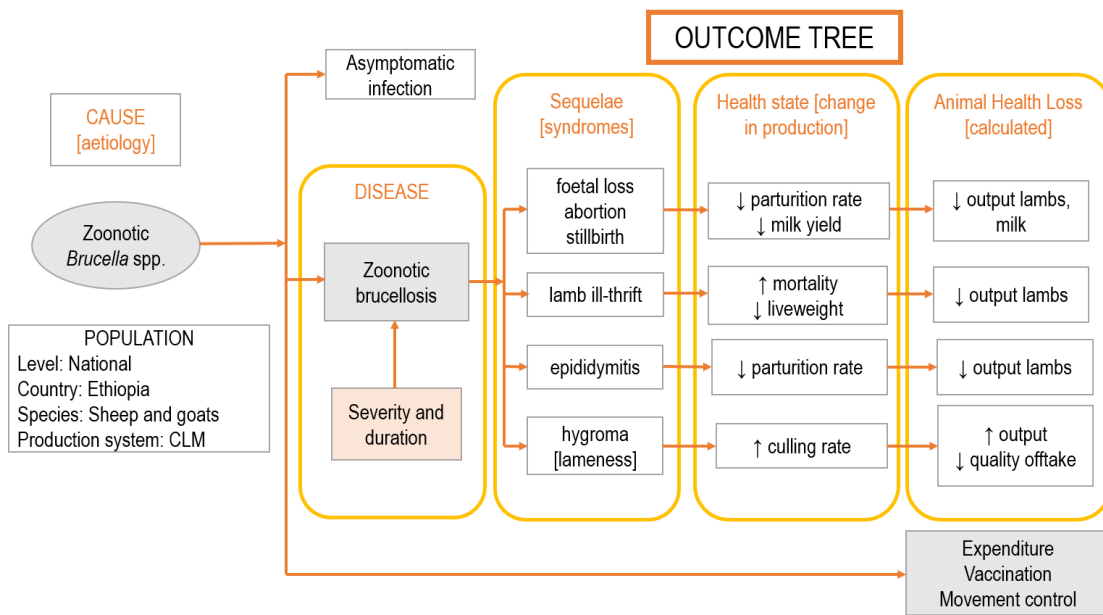 OUTCOME TREE
CAUSE
[aetiology]
Zoonotic
Brucella spp.
POPULATION
Level: National
Country: Ethiopia
Species: Sheep and goats
Production system: CLM
Asymptomatic
infection
DISEASE
Zoonotic
brucellosis
Severity and
duration
Sequelae
[syndromes]
foetal loss
abortion
stillbirth
lamb ill-thrift
epididymitis
hygroma
[lameness]
Health state [change
in production]
↓ parturition rate
↓ milk yield
↑ mortality
↓ liveweight
↓ parturition rate
↑ culling rate
Animal Health Loss
[calculated]
↓ output lambs,
milk
↓ output lambs
↓ output lambs
↑ output
↓ quality offtake
Expenditure
Vaccination
Movement control